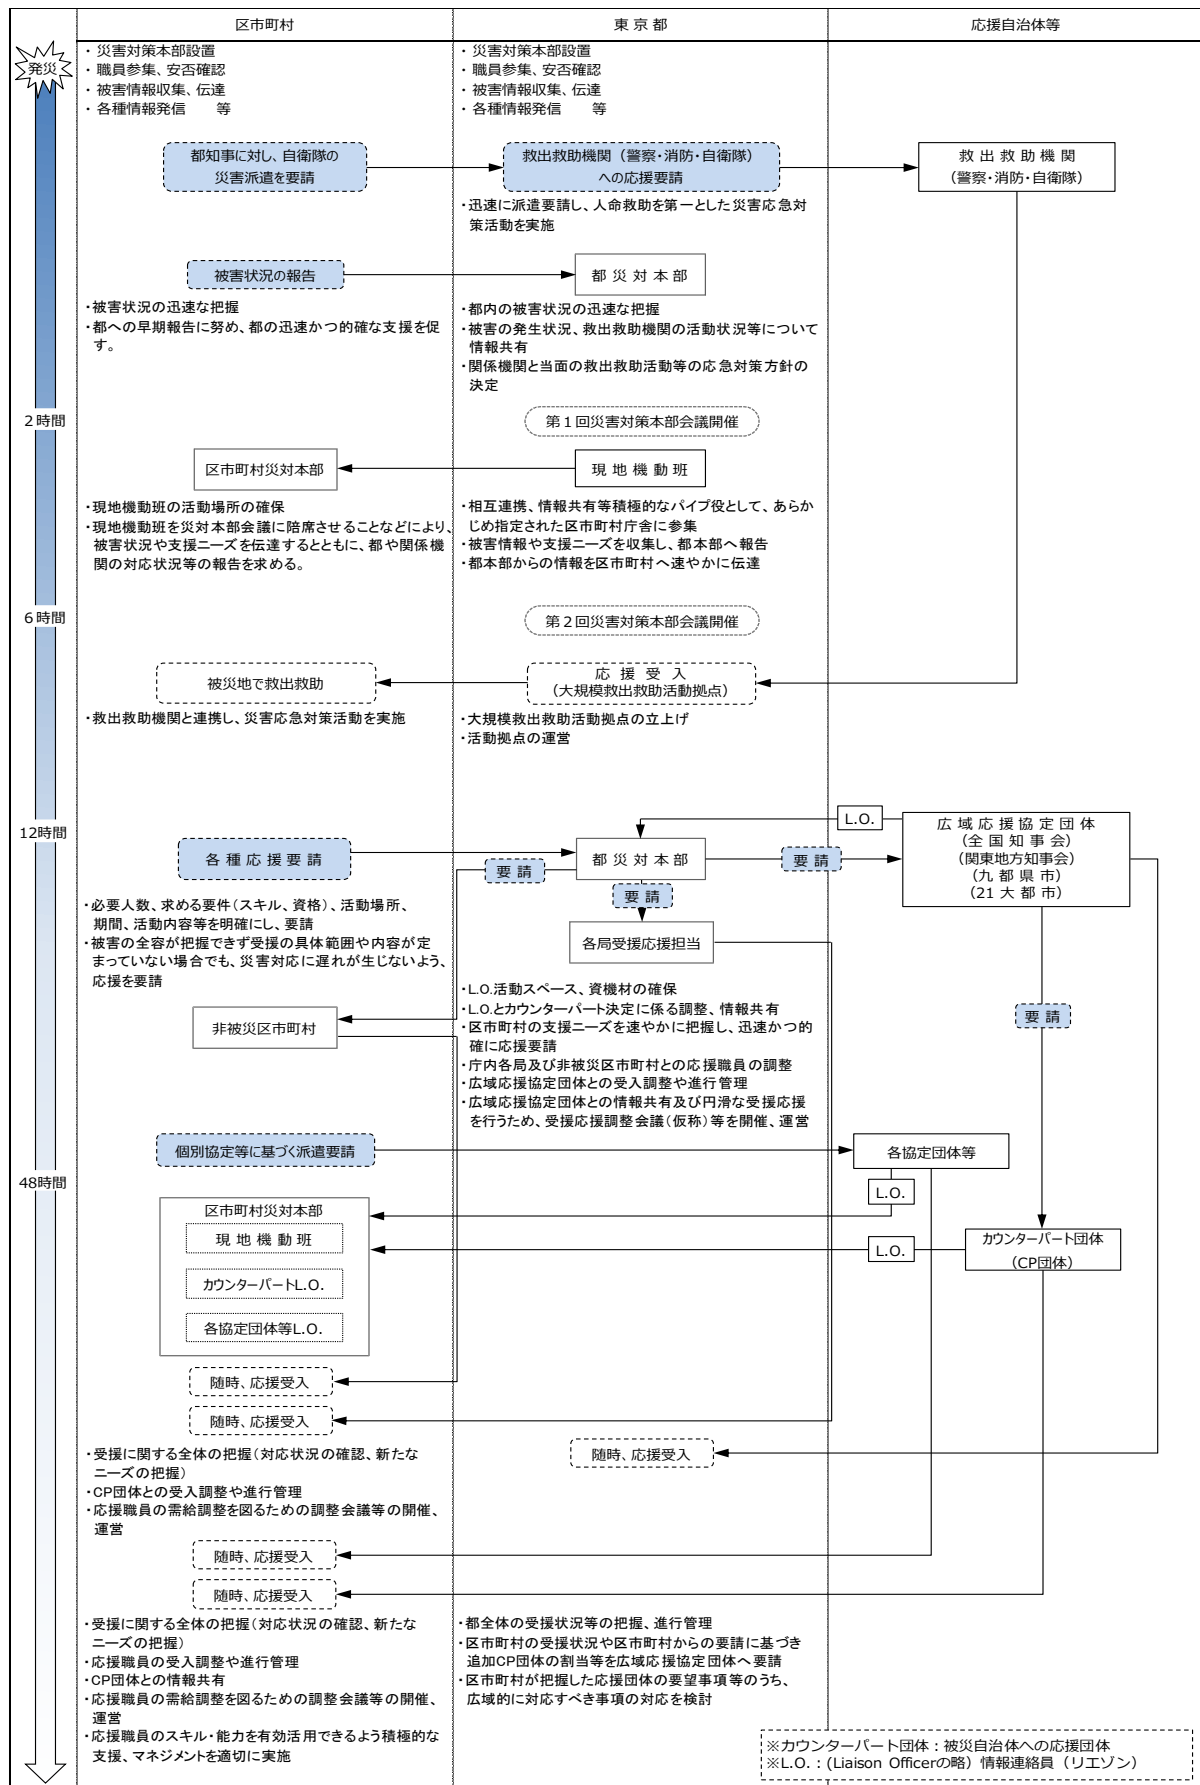 区市町村
東京都
応援自治体等
発災
・ 災害対策本部設置
・ 職員参集、安否確認
・ 被害情報収集、伝達
・ 各種情報発信 等
・ 災害対策本部設置
・ 職員参集、安否確認
・ 被害情報収集、伝達
・ 各種情報発信 等
都知事に対し、自衛隊の
災害派遣を要請
救出救助機関（警察・消防・自衛隊）
への応援要請
救出救助機関
（警察・消防・自衛隊）
・迅速に派遣要請し、人命救助を第一とした災害応急対
策活動を実施
被害状況の報告
都災対本部
・被害状況の迅速な把握
・都への早期報告に努め、都の迅速かつ的確な支援を促
す。
・都内の被害状況の迅速な把握
・被害の発生状況、救出救助機関の活動状況等について
情報共有
・関係機関と当面の救出救助活動等の応急対策方針の
決定
2時間
第1回災害対策本部会議開催
区市町村災対本部
現地機動班
・現地機動班の活動場所の確保
・現地機動班を災対本部会議に陪席させることなどにより、
被害状況や支援ニーズを伝達するとともに、都や関係機
関の対応状況等の報告を求める。
・相互連携、情報共有等積極的なパイプ役として、あらか
じめ指定された区市町村庁舎に参集
・被害情報や支援ニーズを収集し、都本部へ報告
・都本部からの情報を区市町村へ速やかに伝達
6時間
第2回災害対策本部会議開催
被災地で救出救助
応援受入
（大規模救出救助活動拠点）
・救出救助機関と連携し、災害応急対策活動を実施
・大規模救出救助活動拠点の立上げ
・活動拠点の運営
12時間
L.O.
広域応援協定団体
（全国知事会）
（関東地方知事会）
（九都県市）
（21大都市）
各種応援要請
都災対本部
要請
要請
要請
各局受援応援担当
・必要人数、求める要件（スキル、資格）、活動場所、
期間、活動内容等を明確にし、要請
・被害の全容が把握できず受援の具体範囲や内容が定
まっていない場合でも、災害対応に遅れが生じないよう、
応援を要請
・L.O.活動スペース、資機材の確保
・L.O.とカウンターパート決定に係る調整、情報共有
・区市町村の支援ニーズを速やかに把握し、迅速かつ的
確に応援要請
・庁内各局及び非被災区市町村との応援職員の調整
・広域応援協定団体との受入調整や進行管理
・広域応援協定団体との情報共有及び円滑な受援応援
を行うため、受援応援調整会議（仮称）等を開催、運営
要請
非被災区市町村
個別協定等に基づく派遣要請
各協定団体等
48時間
L.O.
区市町村災対本部
現地機動班
カウンターパートL.O.
各協定団体等L.O.
L.O.
カウンターパート団体
（CP団体）
随時、応援受入
随時、応援受入
随時、応援受入
・受援に関する全体の把握（対応状況の確認、新たな
ニーズの把握）
・CP団体との受入調整や進行管理
・応援職員の需給調整を図るための調整会議等の開催、
運営
随時、応援受入
随時、応援受入
・受援に関する全体の把握（対応状況の確認、新たな
ニーズの把握）
・応援職員の受入調整や進行管理
・CP団体との情報共有
・応援職員の需給調整を図るための調整会議等の開催、
運営
・応援職員のスキル・能力を有効活用できるよう積極的な
支援、マネジメントを適切に実施
・都全体の受援状況等の把握、進行管理
・区市町村の受援状況や区市町村からの要請に基づき
追加CP団体の割当等を広域応援協定団体へ要請
・区市町村が把握した応援団体の要望事項等のうち、
広域的に対応すべき事項の対応を検討
※カウンターパート団体：被災自治体への応援団体
※L.O.：(Liaison Officerの略）情報連絡員（リエゾン）